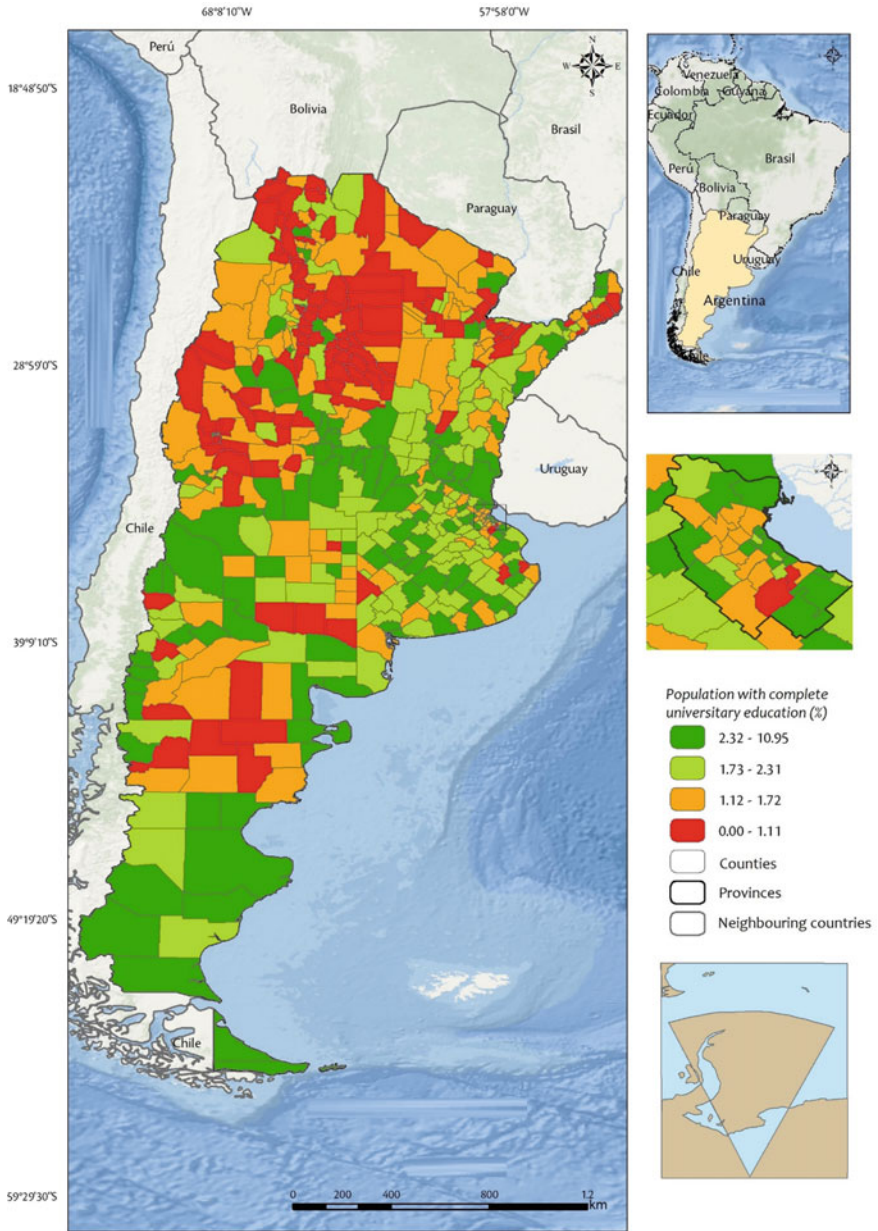 68°8'10"W
57°58'0"W
18°48'50"S
28°59'0"S
39°9'10"S
49°19'20"S
59°29'30"S
Perú
Bolivia
Brasil
Paraguay
Uruguay
Chile
Chile
N
W E
S
0 200 400 800 1.2
km
Venezuela
Colombia
Guyana
Ecuador
Perú
Brasil
Bolivia
Paraguay
Chile
Uruguay
Argentina
Population with complete
universitary education (%)
2.32 - 10.95
1.73 - 2.31
1.12 - 1.72
0.00 - 1.11
Counties
Provinces
Neighbouring countries